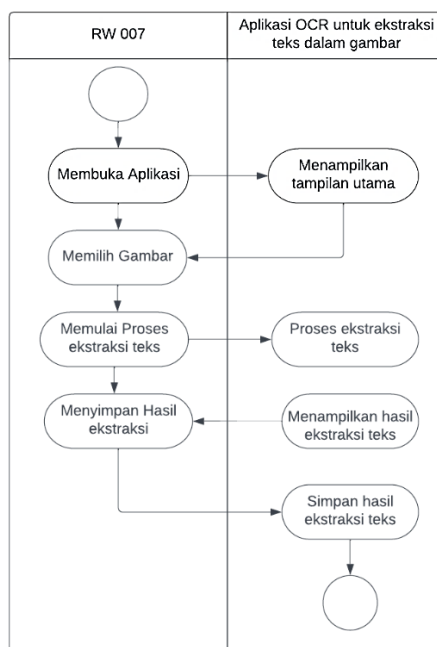 RW 007
Aplikasi OCR untuk ekstraksi
teks dalam gambar
Membuka Aplikasi
Menampilkan
tampilan utama
Memilih Gambar
Memulai Proses
ekstraksi teks
Proses ekstraksi
teks
Menyimpan Hasil
ekstraksi
Menampilkan hasil
ekstraksi teks
Simpan hasil
ekstraksi teks